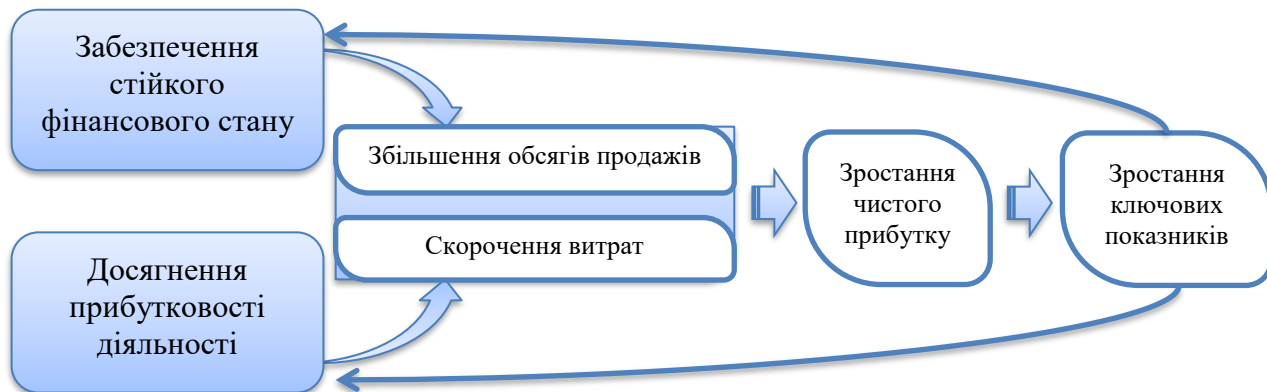 Забезпечення
стійкого
фінансового стану
Збільшення обсягів продажів
Скорочення витрат
Зростання
чистого
прибутку
Зростання
ключових
показників
Досягнення
прибутковості
діяльності